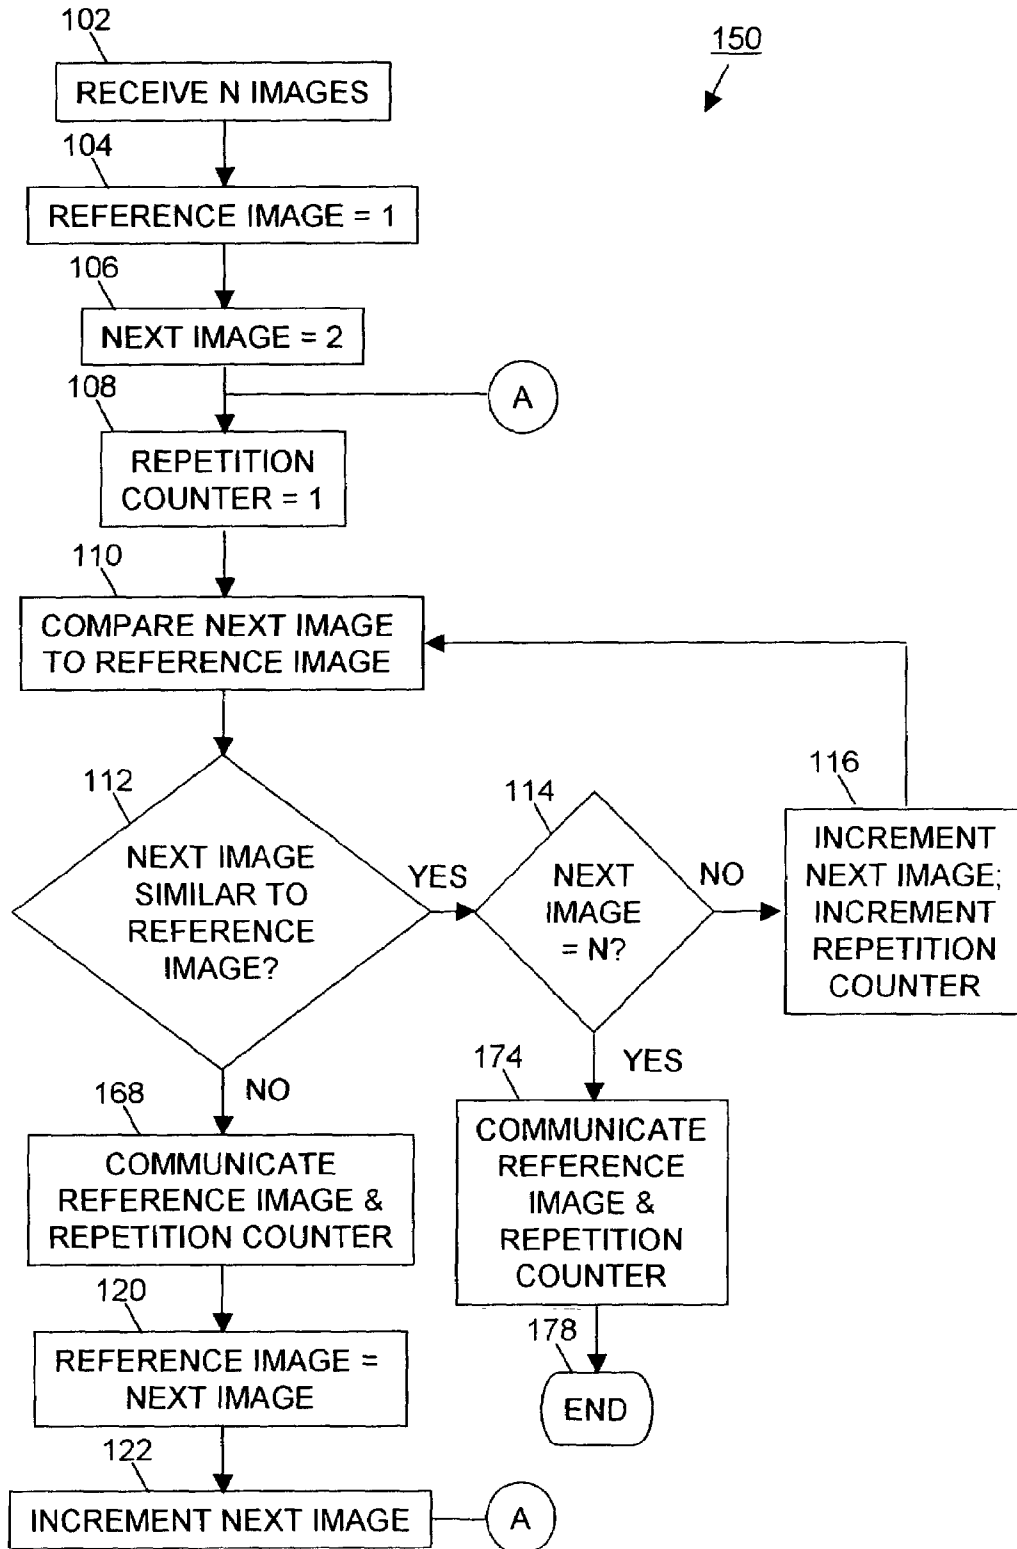 102
150
RECEIVE N IMAGES
104
REFERENCE IMAGE = 1
106
NEXT IMAGE = 2
A
108
REPETITION
COUNTER = 1
110
COMPARE NEXT IMAGE
TO REFERENCE IMAGE
112
NEXT IMAGE
SIMILAR TO
REFERENCE
IMAGE?
YES
114
NEXT
IMAGE
= N?
NO
116
INCREMENT
NEXT IMAGE;
INCREMENT
REPETITION
COUNTER
NO
168
COMMUNICATE
REFERENCE IMAGE &
REPETITION COUNTER
YES
174
COMMUNICATE
REFERENCE
IMAGE &
REPETITION
COUNTER
120
REFERENCE IMAGE =
NEXT IMAGE
178
END
122
INCREMENT NEXT IMAGE
A